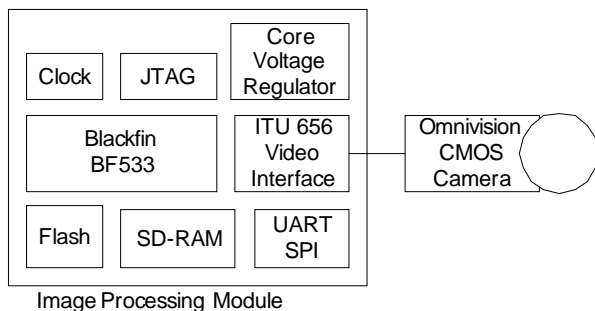 Clock
JTAG
Core
Voltage
Regulator
Blackfin
BF533
ITU 656
Video
Interface
Omnivision
CMOS
Camera
Flash
SD-RAM
UART
SPI
Image Processing Module